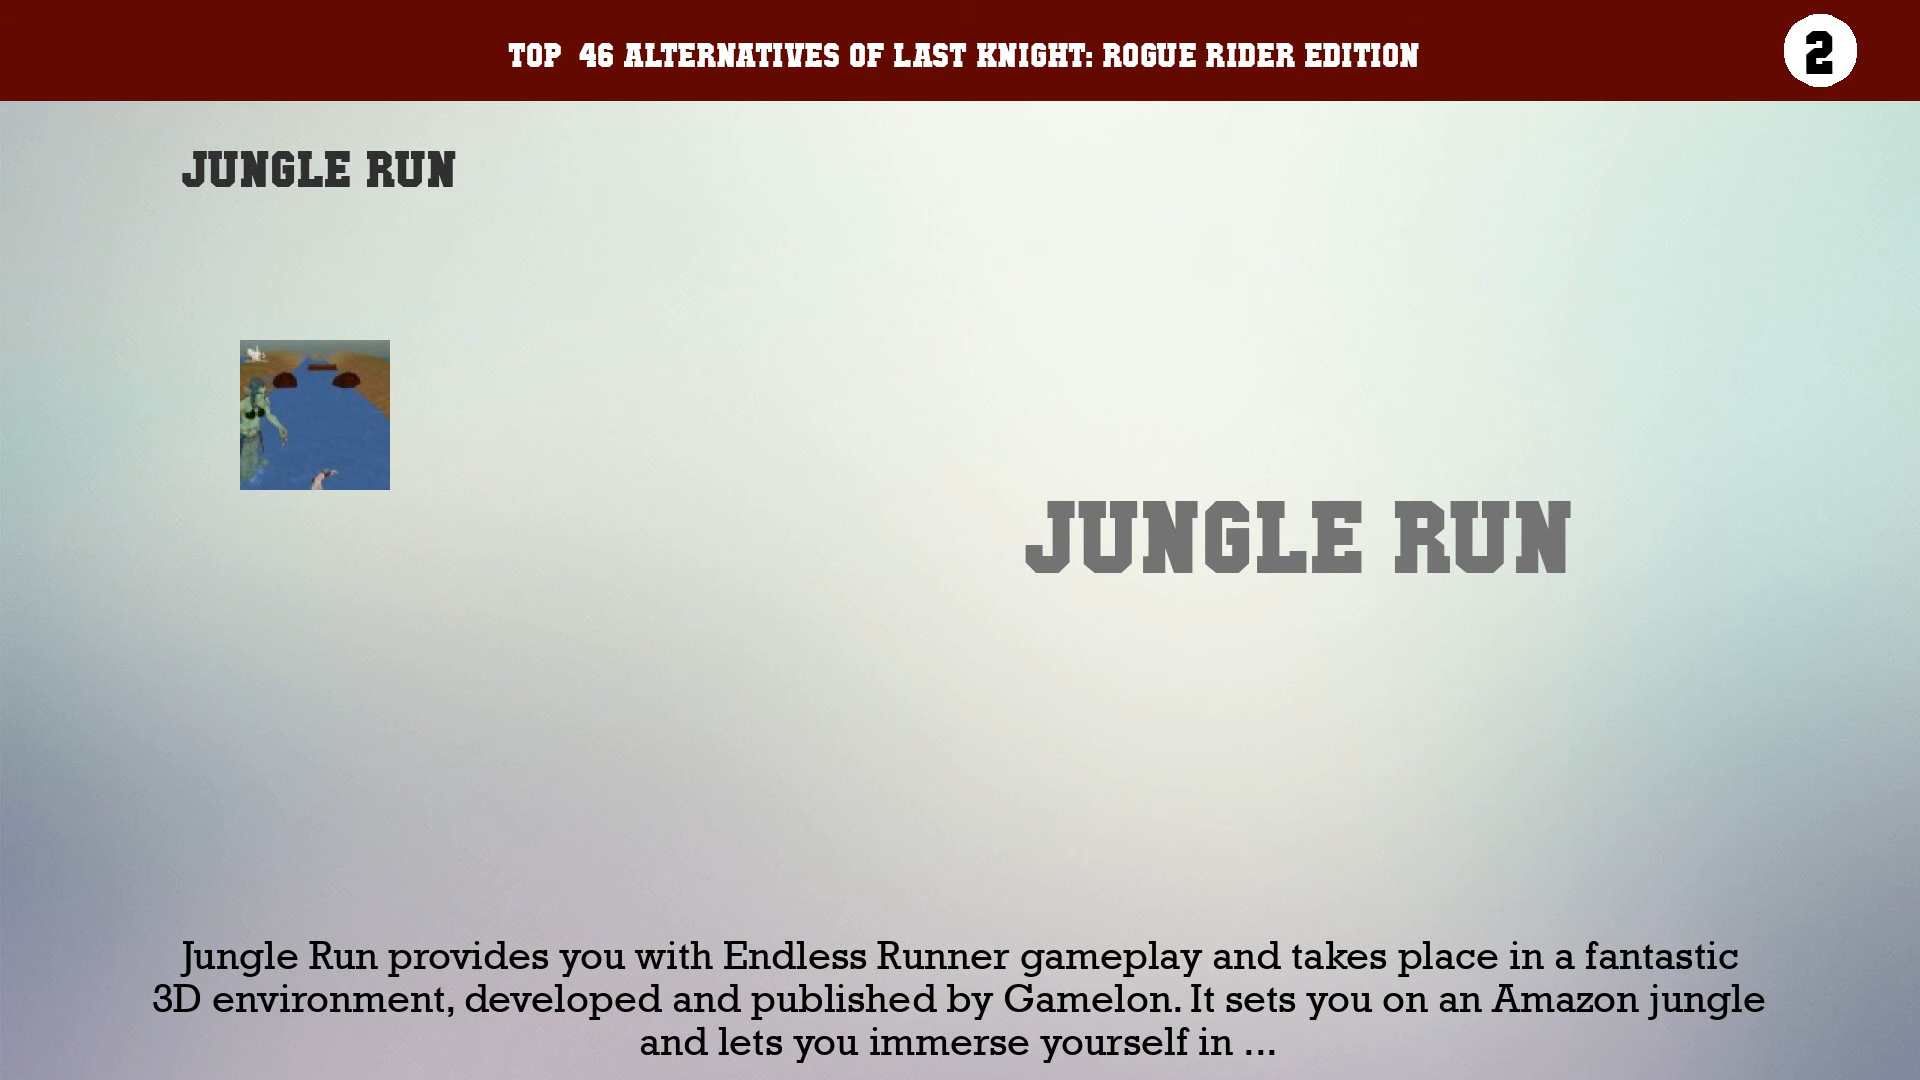 TOP 46 ALTERNATIVES OF LAST KNIGHT: ROGUE RIDER EDITION
2
JUNGLE RUN
JUNGLE RUN
Jungle Run provides you with Endless Runner gameplay and takes place in a fantastic
3D environment, developed and published by Gamelon. It sets you on an Amazon jungle
and lets you immerse yourself in ...